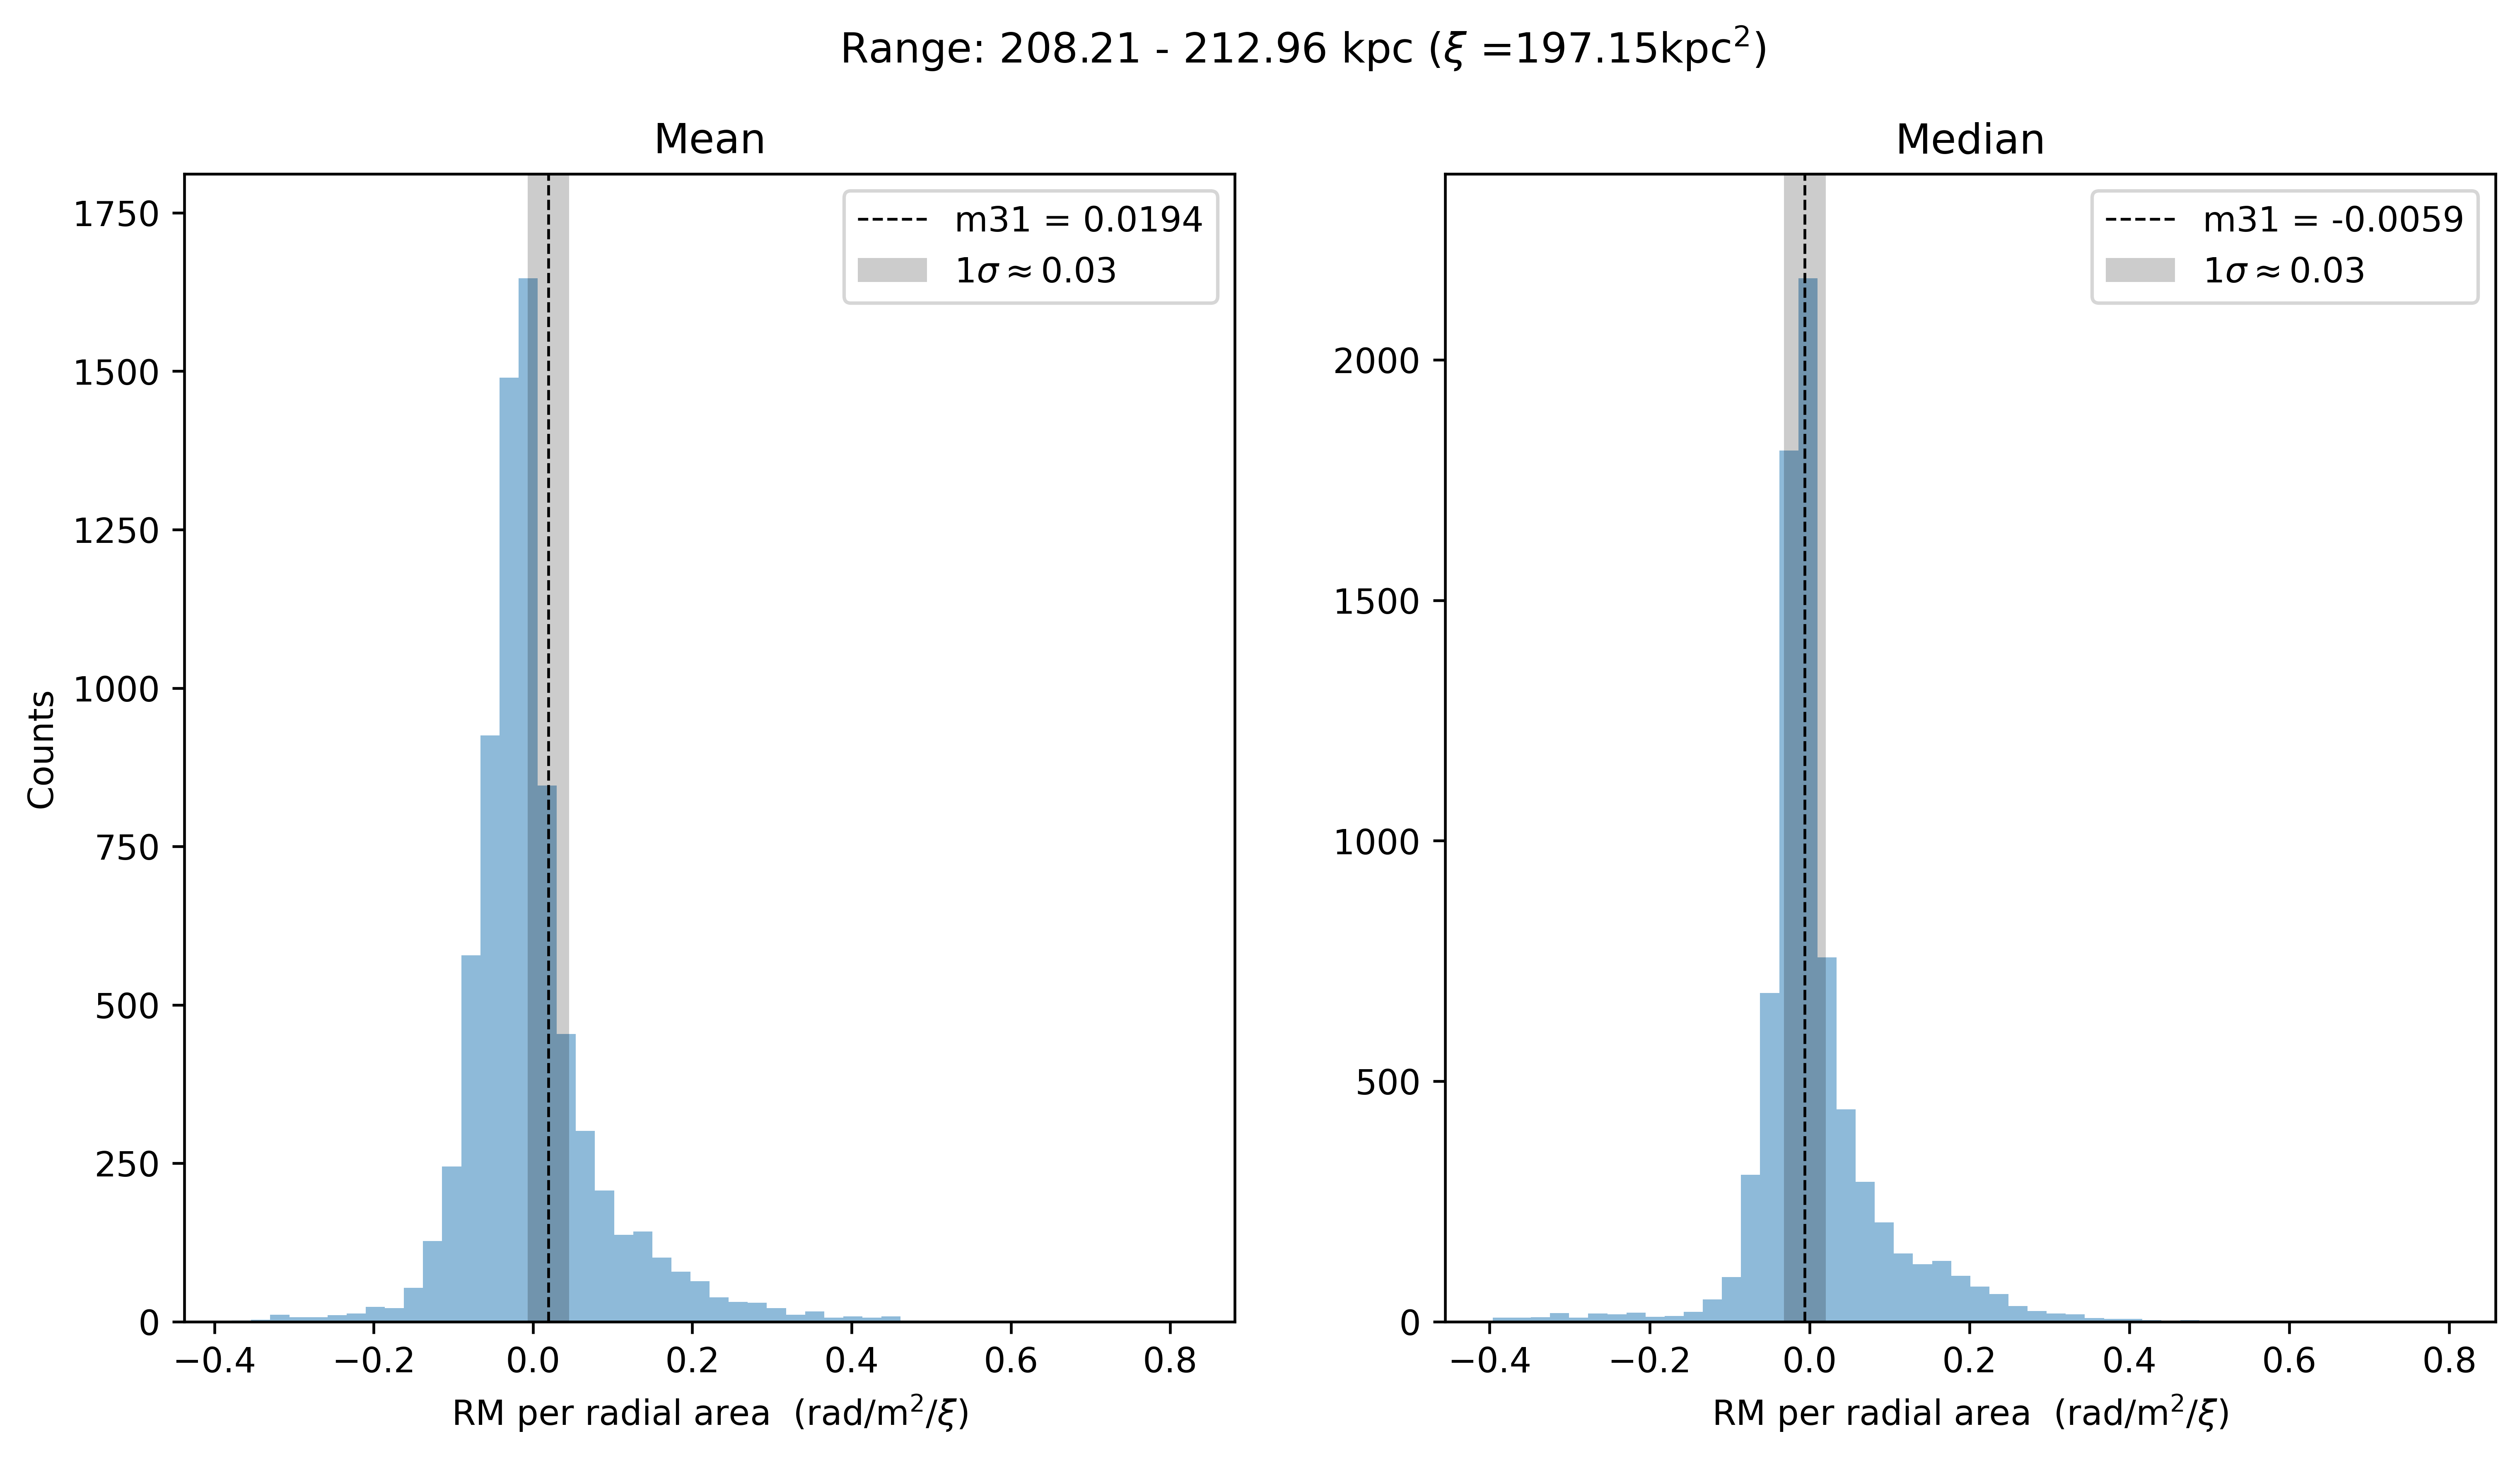 Range: 208.21 - 212.96 kpc (ξ =197.15kpc²)
Mean
m31 = 0.0194
1σ ≈ 0.03
1750
1500
1250
1000
750
500
250
0
Counts
−0.4 −0.2 0.0 0.2 0.4 0.6 0.8
RM per radial area (rad/m²/ξ)
Median
m31 = -0.0059
1σ ≈ 0.03
2000
1500
1000
500
0
−0.4 −0.2 0.0 0.2 0.4 0.6 0.8
RM per radial area (rad/m²/ξ)